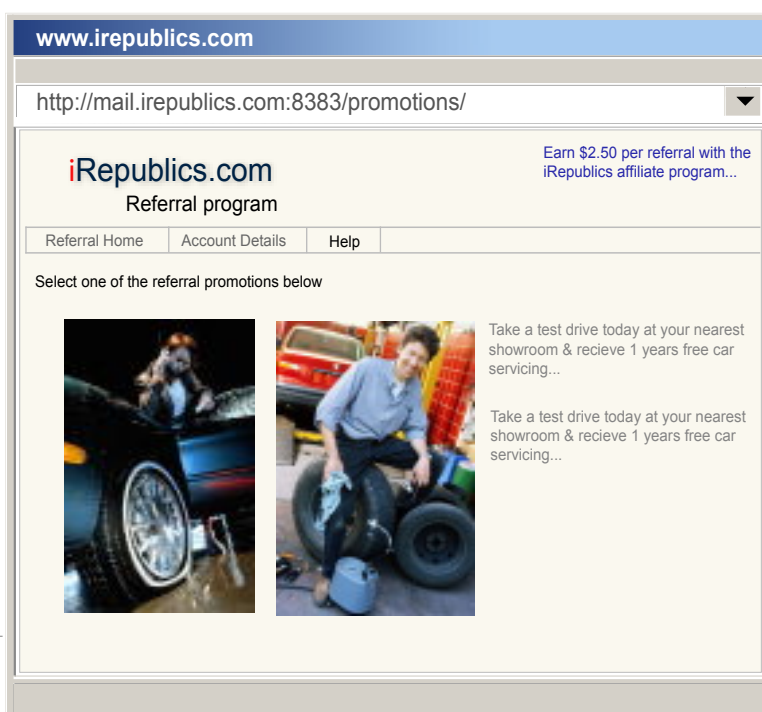 www.irepublics.com
http://mail.irepublics.com:8383/promotions/
iRepublics.com
Referral program
Earn $2.50 per referral with the
iRepublics affiliate program...
Referral Home
Account Details
Help
Select one of the referral promotions below
Take a test drive today at your nearest
showroom & recieve 1 years free car
servicing...
Take a test drive today at your nearest
showroom & recieve 1 years free car
servicing...